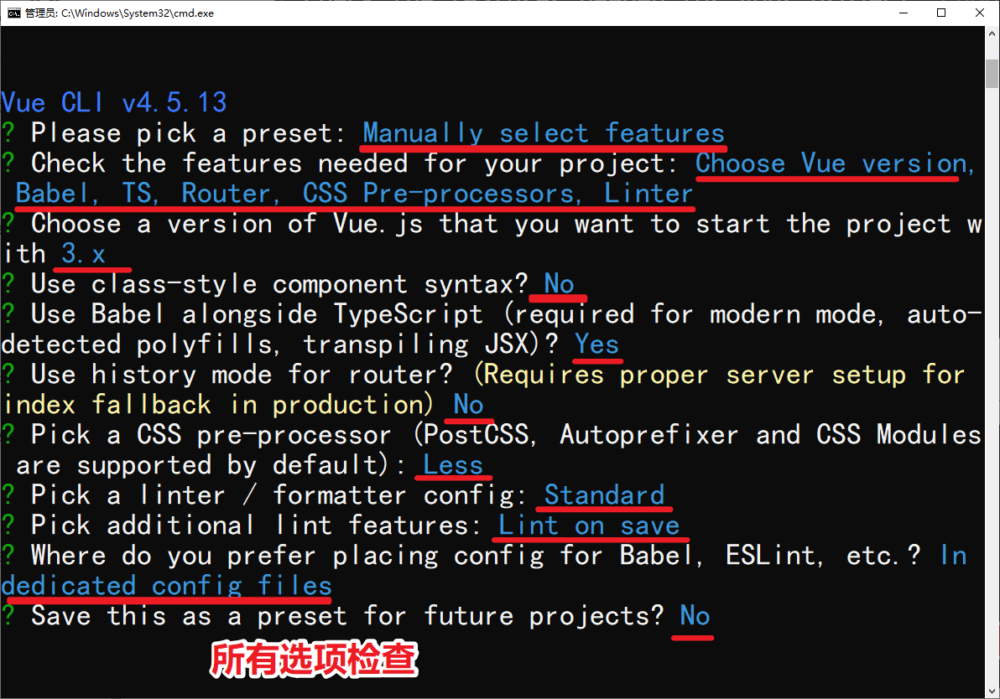 管理员: C:\Windows\System32\cmd.exe
Vue CLI v4.5.13
? Please pick a preset: Manually select features
? Check the features needed for your project: Choose Vue version,
Babel, TS, Router, CSS Pre-processors, Linter
? Choose a version of Vue.js that you want to start the project w
ith 3.x
? Use class-style component syntax? No
? Use Babel alongside TypeScript (required for modern mode, auto-
detected polyfills, transpiling JSX)? Yes
? Use history mode for router? (Requires proper server setup for
index fallback in production) No
? Pick a CSS pre-processor (PostCSS, Autoprefixer and CSS Modules
are supported by default): Less
? Pick a linter / formatter config: Standard
? Pick additional lint features: Lint on save
? Where do you prefer placing config for Babel, ESLint, etc.? In
dedicated config files
? Save this as a preset for future projects? No
所有选项检查